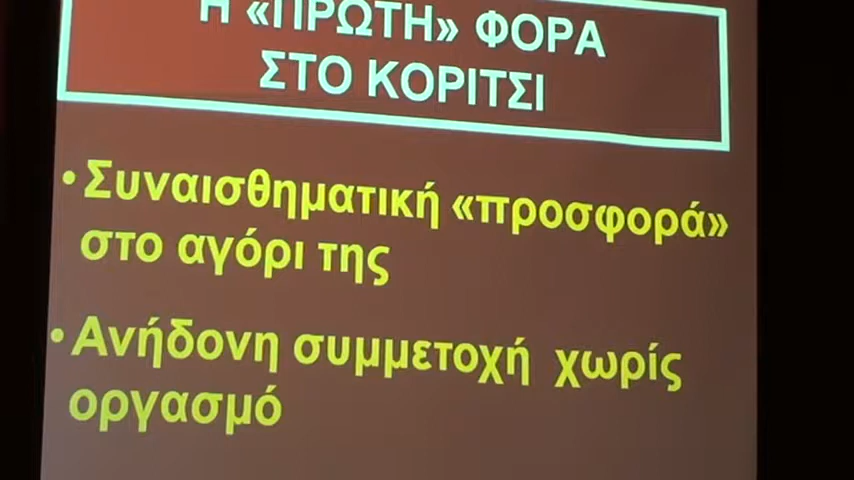 Η «ΠΡΩΤΗ» ΦΟΡΑ
ΣΤΟ ΚΟΡΙΤΣΙ
• Συναισθηματική «προσφορά»
στο αγόρι της
• Ανήδονη συμμετοχή χωρίς
οργασμό